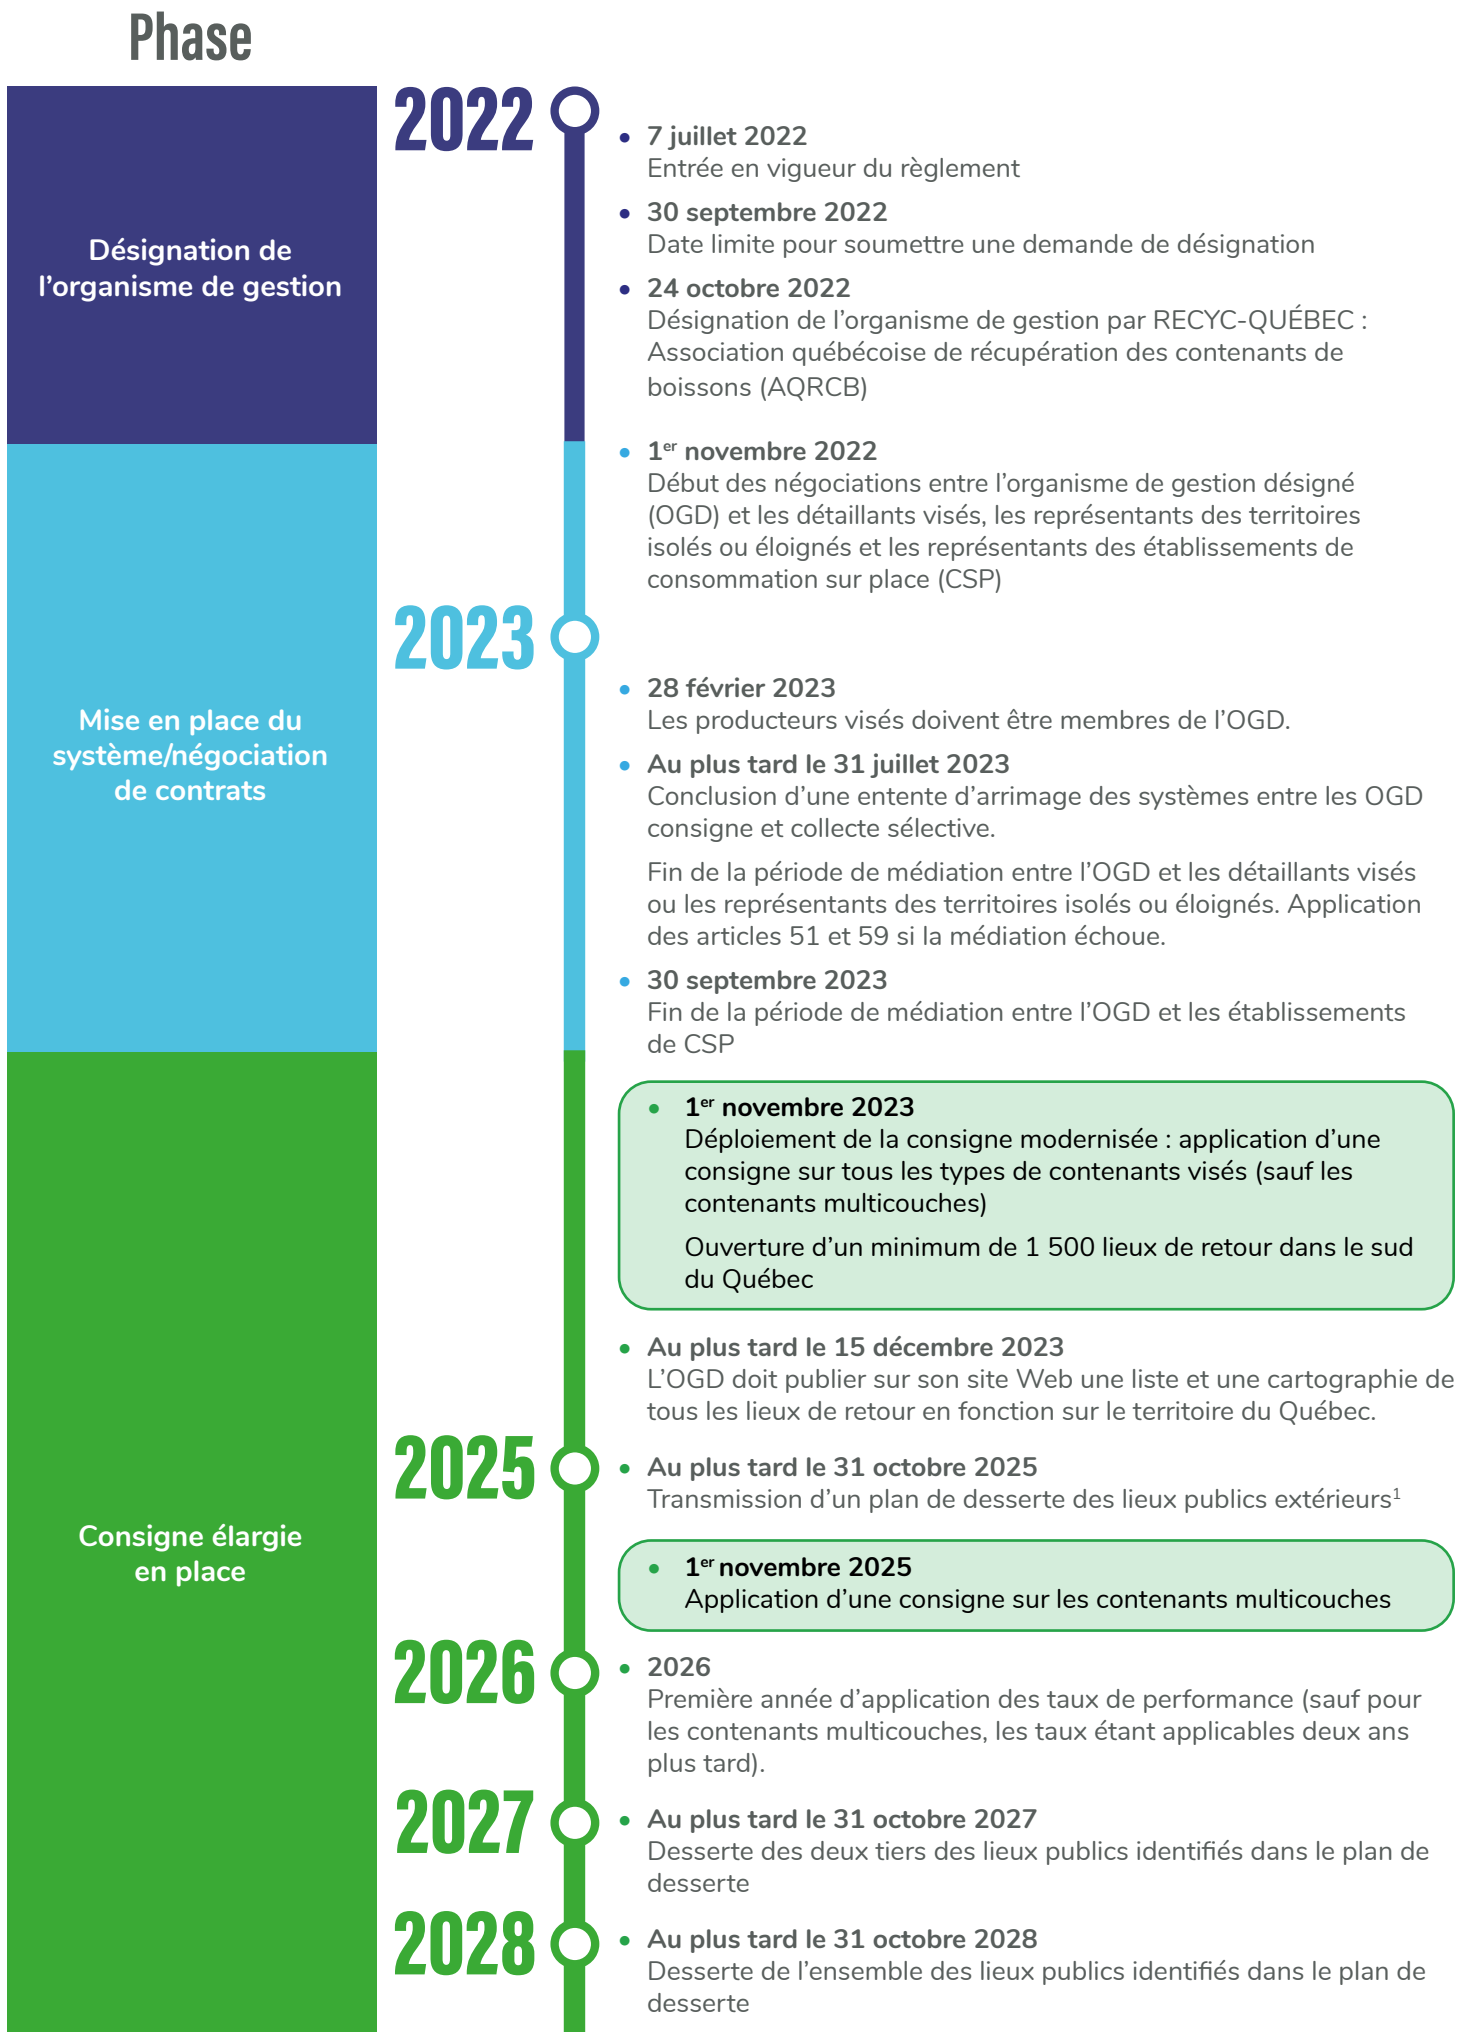 Phase
Désignation de
l’organisme de gestion
2022
• 7 juillet 2022
Entrée en vigueur du règlement
• 30 septembre 2022
Date limite pour soumettre une demande de désignation
• 24 octobre 2022
Désignation de l’organisme de gestion par RECYC-QUÉBEC :
Association québécoise de récupération des contenants de
boissons (AQRCB)
Mise en place du
système/négociation
de contrats
• 1er novembre 2022
Début des négociations entre l’organisme de gestion désigné
(OGD) et les détaillants visés, les représentants des territoires
isolés ou éloignés et les représentants des établissements de
consommation sur place (CSP)
2023
• 28 février 2023
Les producteurs visés doivent être membres de l’OGD.
• Au plus tard le 31 juillet 2023
Conclusion d’une entente d’arrimage des systèmes entre les OGD
consigne et collecte sélective.
Fin de la période de médiation entre l’OGD et les détaillants visés
ou les représentants des territoires isolés ou éloignés. Application
des articles 51 et 59 si la médiation échoue.
• 30 septembre 2023
Fin de la période de médiation entre l’OGD et les établissements
de CSP
Consigne élargie
en place
• 1er novembre 2023
Déploiement de la consigne modernisée : application d’une
consigne sur tous les types de contenants visés (sauf les
contenants multicouches)
Ouverture d’un minimum de 1 500 lieux de retour dans le sud
du Québec
• Au plus tard le 15 décembre 2023
L’OGD doit publier sur son site Web une liste et une cartographie de
tous les lieux de retour en fonction sur le territoire du Québec.
2025
• Au plus tard le 31 octobre 2025
Transmission d’un plan de desserte des lieux publics extérieurs1
• 1er novembre 2025
Application d’une consigne sur les contenants multicouches
2026
• 2026
Première année d’application des taux de performance (sauf pour
les contenants multicouches, les taux étant applicables deux ans
plus tard).
2027
• Au plus tard le 31 octobre 2027
Desserte des deux tiers des lieux publics identifiés dans le plan de
desserte
2028
• Au plus tard le 31 octobre 2028
Desserte de l’ensemble des lieux publics identifiés dans le plan de
desserte